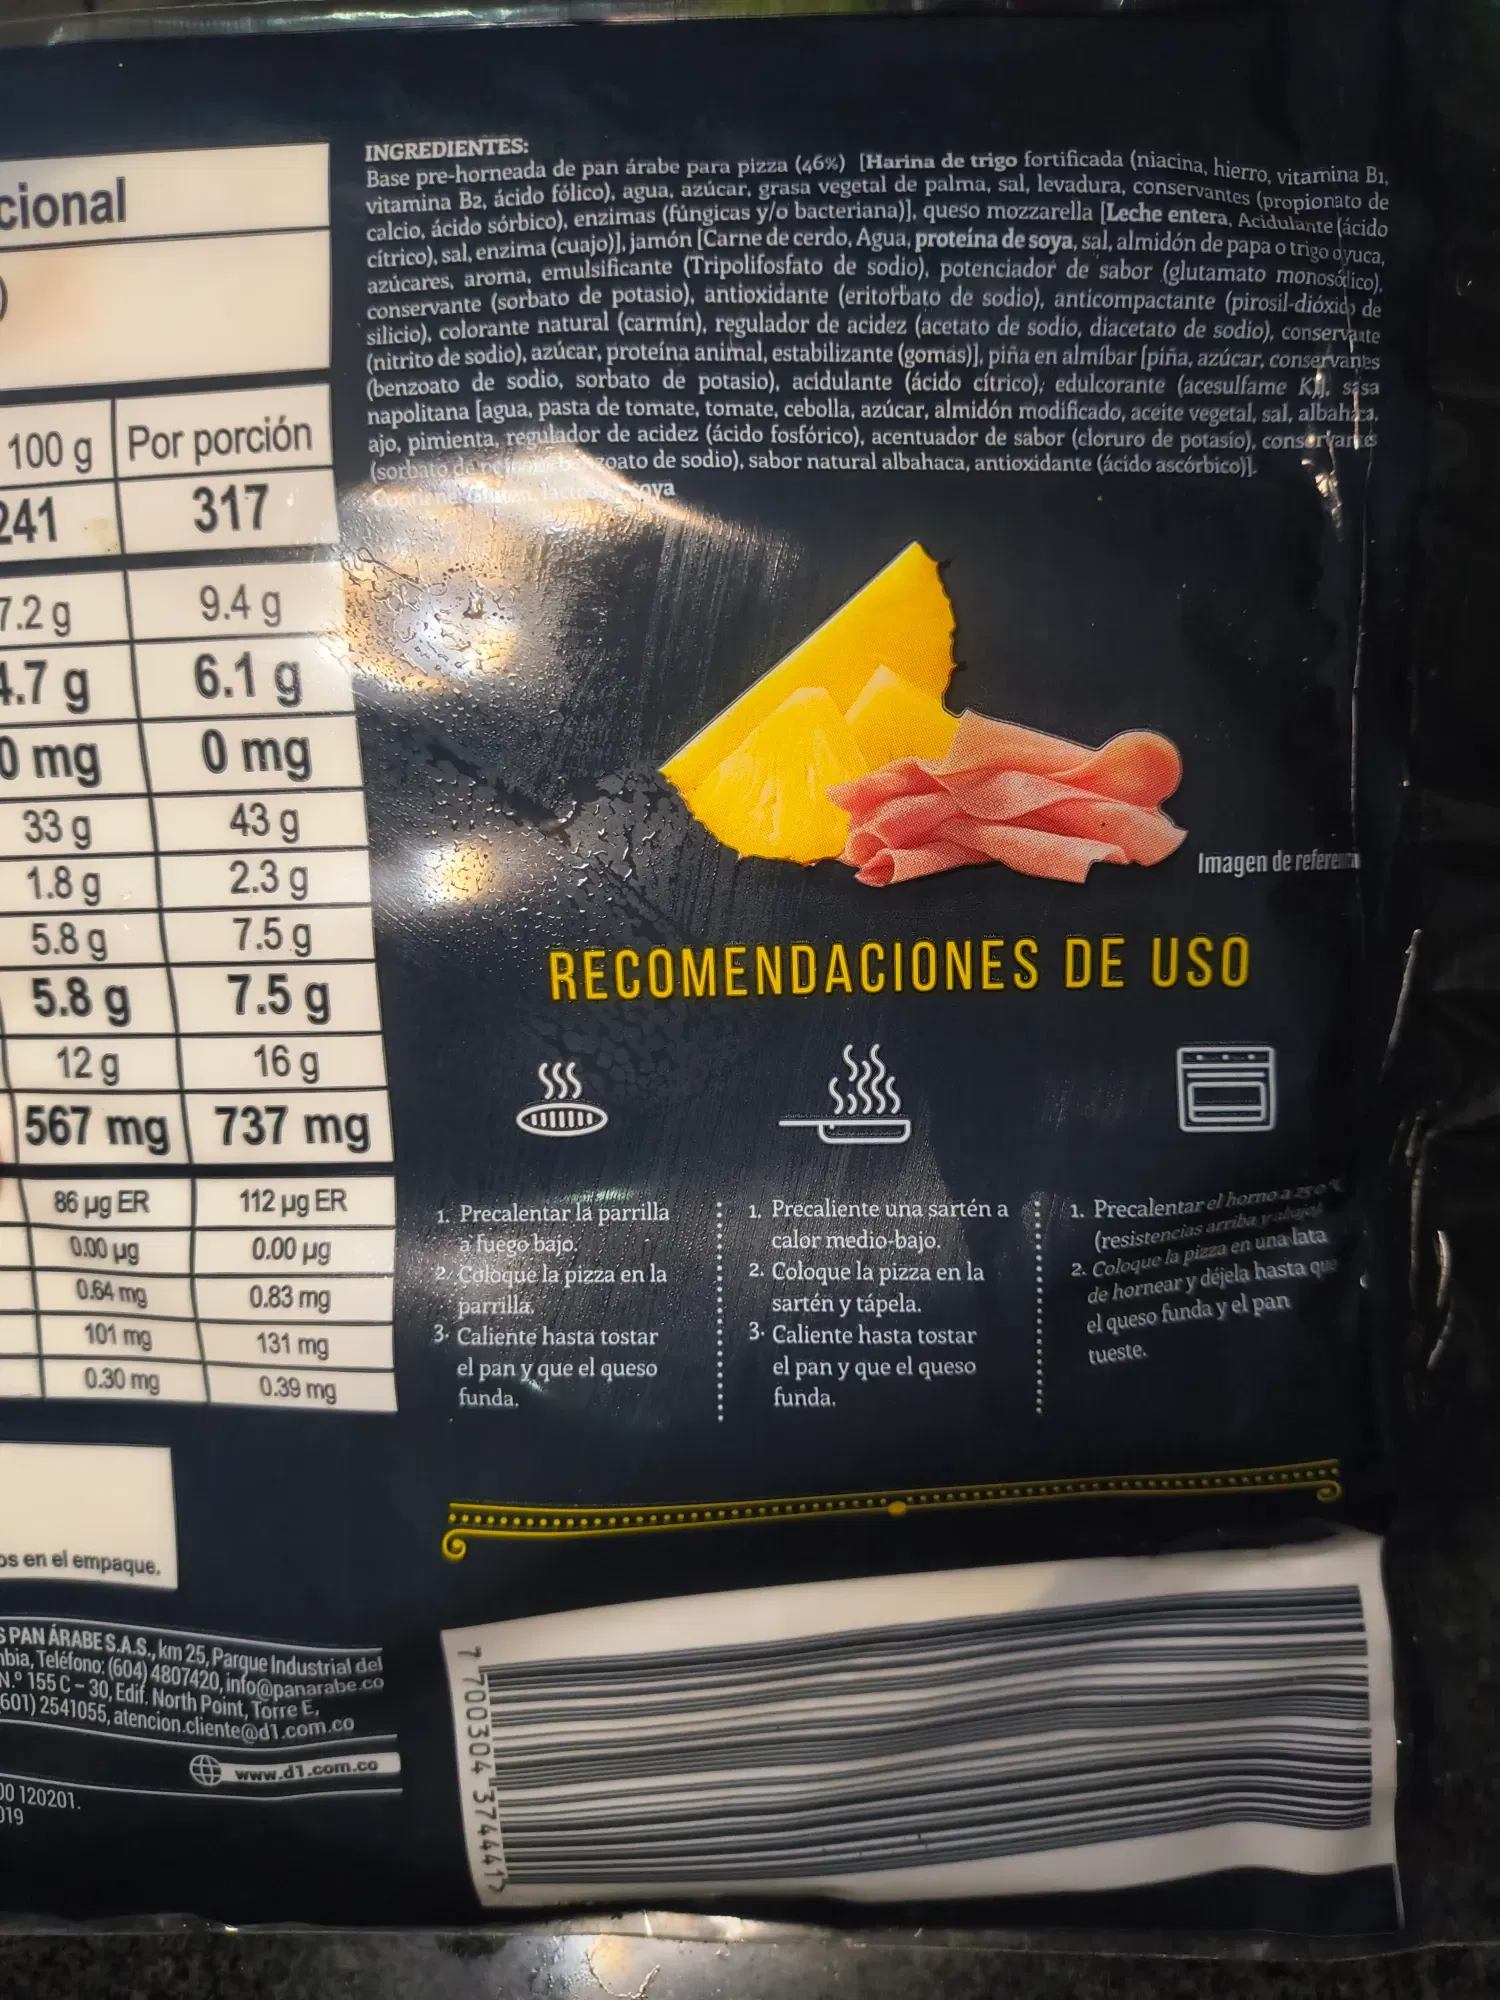 cional
100 g Por porción
241 317
7.2 g 9.4 g
4.7 g 6.1 g
0 mg 0 mg
33 g 43 g
1.8 g 2.3 g
5.8 g 7.5 g
5.8 g 7.5 g
12 g 16 g
567 mg 737 mg
86 µg ER 112 µg ER
0.00 µg 0.00 µg
0.64 mg 0.83 mg
101 mg 131 mg
0.30 mg 0.39 mg
os en el empaque.
S PAN ÁRABE S.A.S., km 25, Parque Industrial del
mbia, Teléfono: (604) 4807420, info@panarabe.co
N.º 155 C – 30, Edif. North Point, Torre E,
601) 2541055, atencion.cliente@d1.com.co
www.d1.com.co
00 120201.
019
INGREDIENTES:
Base pre-horneada de pan árabe para pizza (46%) [Harina de trigo fortificada (niacina, hierro, vitamina B1,
vitamina B2, ácido fólico), agua, azúcar, grasa vegetal de palma, sal, levadura, conservantes (propionato de
calcio, ácido sórbico), enzimas (fúngicas y/o bacteriana)], queso mozzarella [Leche entera, Acidulante (ácido
cítrico), sal, enzima (cuajo)], jamón [Carne de cerdo, Agua, proteína de soya, sal, almidón de papa o trigo o yuca,
azúcares, aroma, emulsificante (Tripolifosfato de sodio), potenciador de sabor (glutamato monosódico),
conservante (sorbato de potasio), antioxidante (eritorbato de sodio), anticompactante (pirosil-dióxido de
silicio), colorante natural (carmín), regulador de acidez (acetato de sodio, diacetato de sodio), conservante
(nitrito de sodio), azúcar, proteína animal, estabilizante (gomas)], piña en almíbar [piña, azúcar, conservantes
(benzoato de sodio, sorbato de potasio), acidulante (ácido cítrico), edulcorante (acesulfame K)], salsa
napolitana [agua, pasta de tomate, tomate, cebolla, azúcar, almidón modificado, aceite vegetal, sal, albahaca,
ajo, pimienta, regulador de acidez (ácido fosfórico), acentuador de sabor (cloruro de potasio), conservantes
(sorbato de zoato de sodio), sabor natural albahaca, antioxidante (ácido ascórbico)].
Contiene: Gluten, soya
Imagen de referencia
RECOMENDACIONES DE USO
1. Precalentar la parrilla
a fuego bajo.
2. Coloque la pizza en la
parrilla.
3. Caliente hasta tostar
el pan y que el queso
funda.
1. Precaliente una sartén a
calor medio-bajo.
2. Coloque la pizza en la
sartén y tápela.
3. Caliente hasta tostar
el pan y que el queso
funda.
1. Precalentar el horno a
(resistencias arriba y abajo)
2. Coloque la pizza en una lata
de hornear y déjela hasta que
el queso funda y el pan
tueste.
7 700304 374441